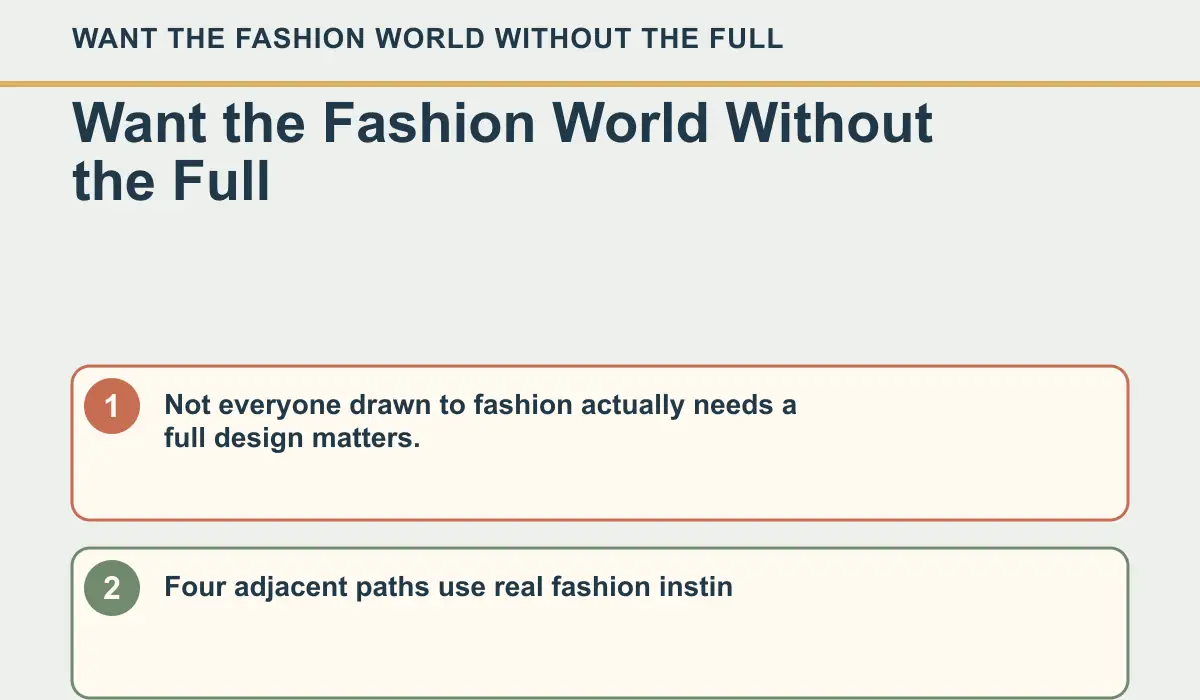 WANT THE FASHION WORLD WITHOUT THE FULL
Want the Fashion World Without
the Full
1
Not everyone drawn to fashion actually needs a
full design matters.
2
Four adjacent paths use real fashion instin